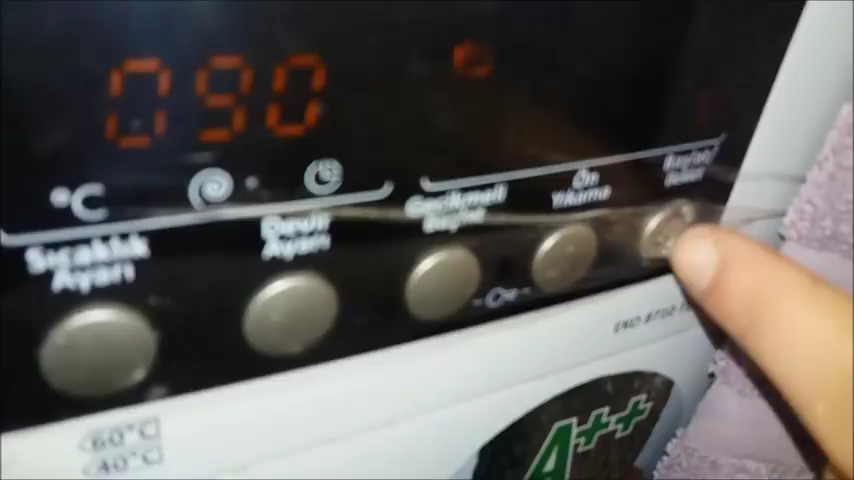 090
°C
Sıcaklık
Ayarı
Devir
Ayarı
Gecikmeli
Başlat
Ön
Yıkama
Başlat/
60°C
40°C
A++